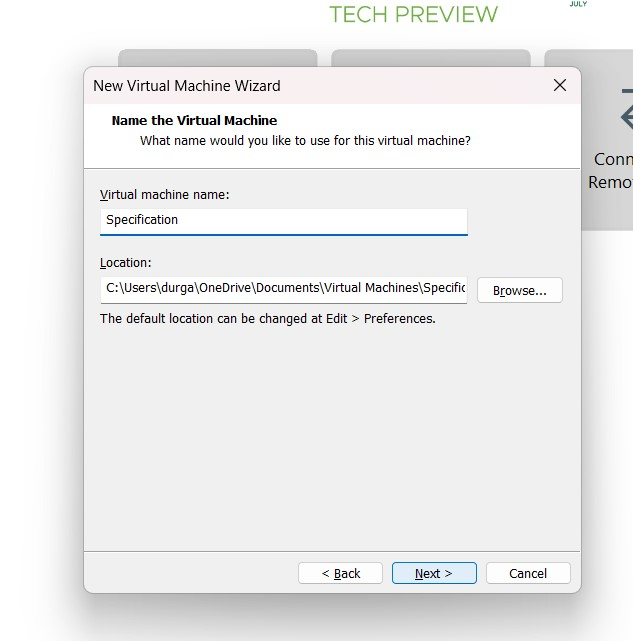 JULY
TECH PREVIEW
New Virtual Machine Wizard
Name the Virtual Machine
What name would you like to use for this virtual machine?
Conn
Remo
Virtual machine name:
Specification
Location:
C:\Users\durga\OneDrive\Documents\Virtual Machines\Specific
Browse...
The default location can be changed at Edit > Preferences.
< Back
Next >
Cancel